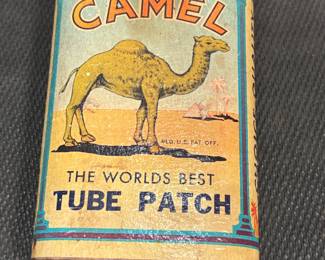 CAMEL
REG. U.S. PAT. OFF.
THE WORLDS BEST
TUBE PATCH